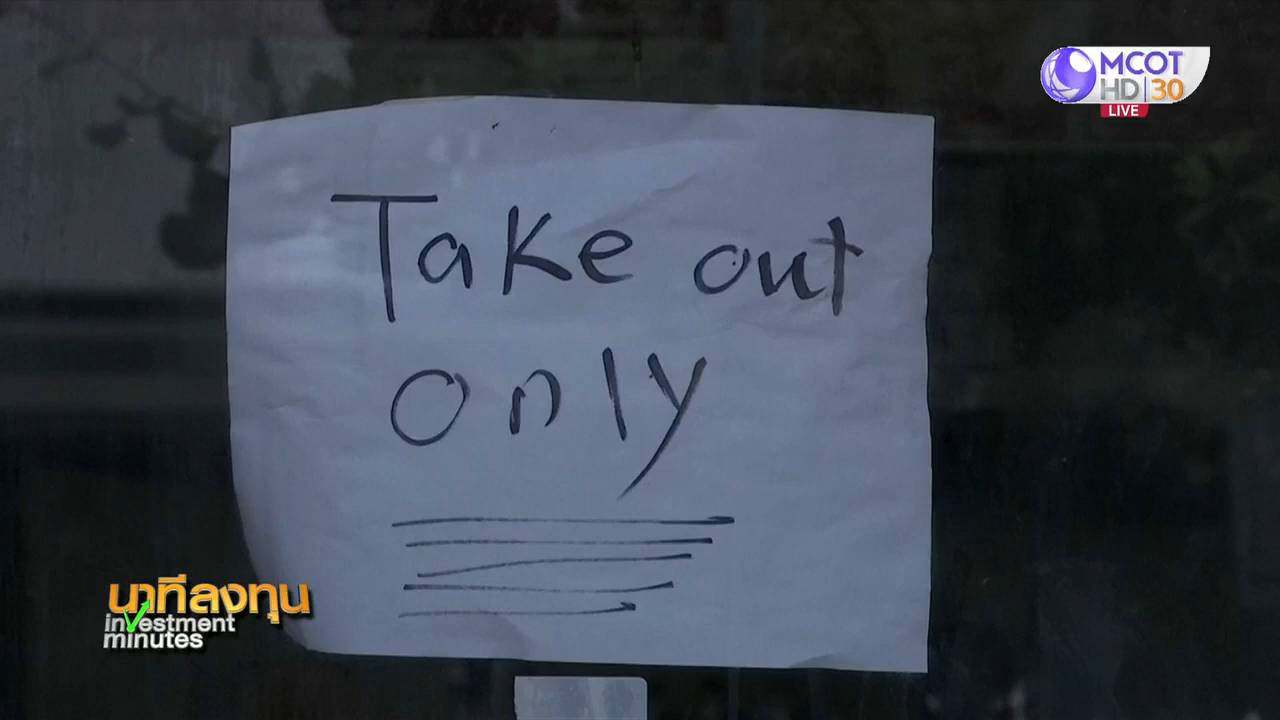 MCOT
HD 30
LIVE
Take out
only
นาทีลงทุน
investment
minutes